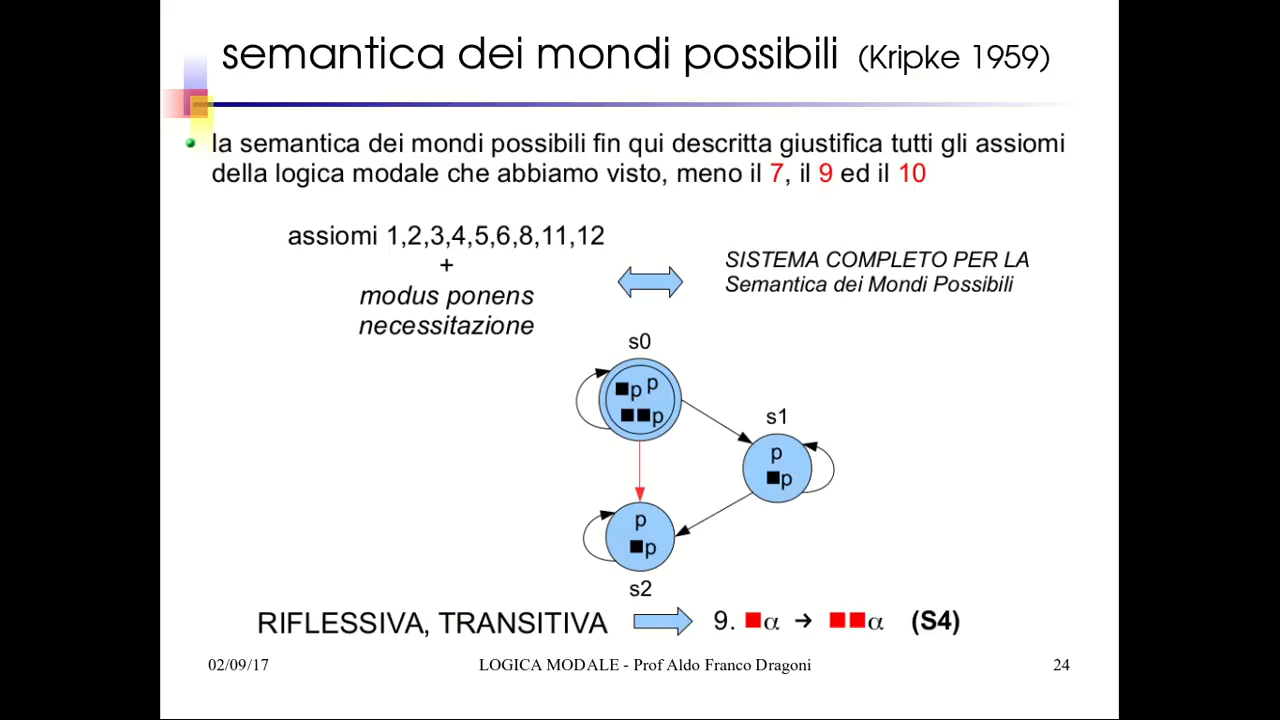 semantica dei mondi possibili (Kripke 1959)
la semantica dei mondi possibili fin qui descritta giustifica tutti gli assiomi
della logica modale che abbiamo visto, meno il 7, il 9 ed il 10
assiomi 1,2,3,4,5,6,8,11,12
+
modus ponens
necessitazione
SISTEMA COMPLETO PER LA
Semantica dei Mondi Possibili
s0
■p p
■■p
s1
p
■p
p
■p
s2
RIFLESSIVA, TRANSITIVA
9. ■α → ■■α (S4)
02/09/17
LOGICA MODALE - Prof Aldo Franco Dragoni
24